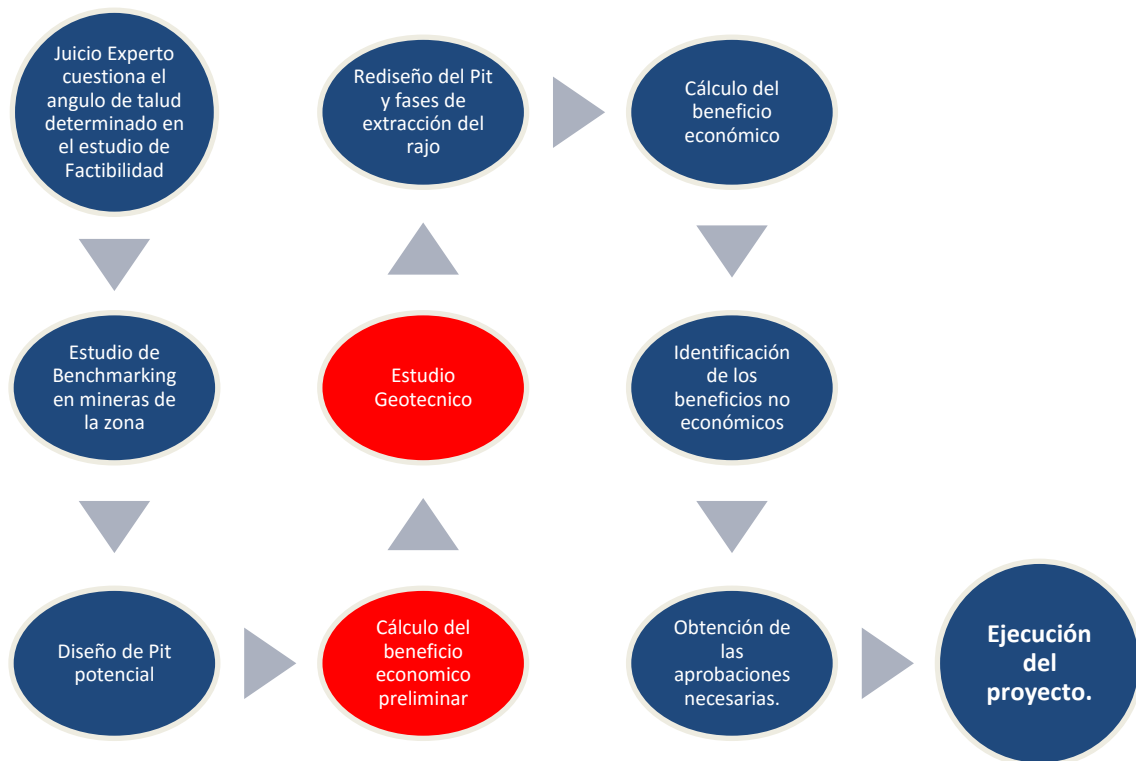 Juicio Experto
cuestiona el
angulo de talud
determinado en
el estudio de
Factibilidad
Estudio de
Benchmarking
en mineras de
la zona
Diseño de Pit
potencial
Cálculo del
beneficio
economico
preliminar
Estudio
Geotecnico
Rediseño del Pit
y fases de
extracción del
rajo
Cálculo del
beneficio
económico
Identificación
de los
beneficios no
económicos
Obtención de
las
aprobaciones
necesarias.
Ejecución
del
proyecto.